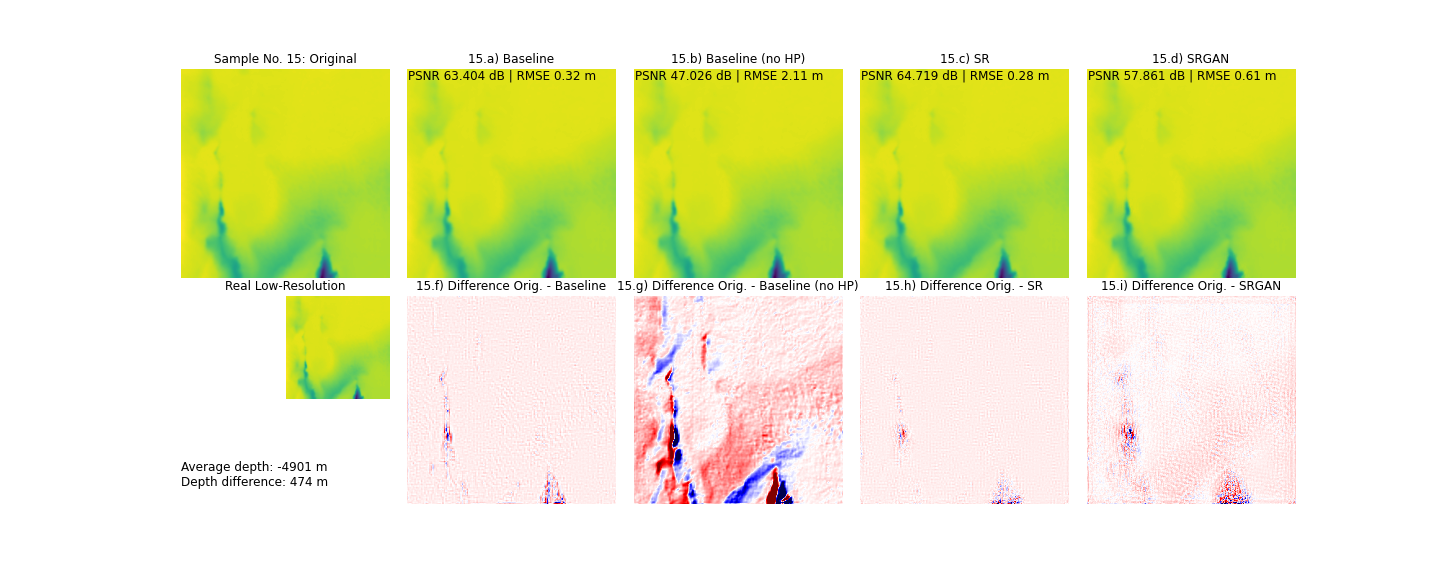 Sample No. 15: Original
15.a) Baseline
15.b) Baseline (no HP)
15.c) SR
15.d) SRGAN
PSNR 63.404 dB | RMSE 0.32 m
PSNR 47.026 dB | RMSE 2.11 m
PSNR 64.719 dB | RMSE 0.28 m
PSNR 57.861 dB | RMSE 0.61 m
Real Low-Resolution
15.f) Difference Orig. - Baseline
15.g) Difference Orig. - Baseline (no HP)
15.h) Difference Orig. - SR
15.i) Difference Orig. - SRGAN
Average depth: -4901 m
Depth difference: 474 m